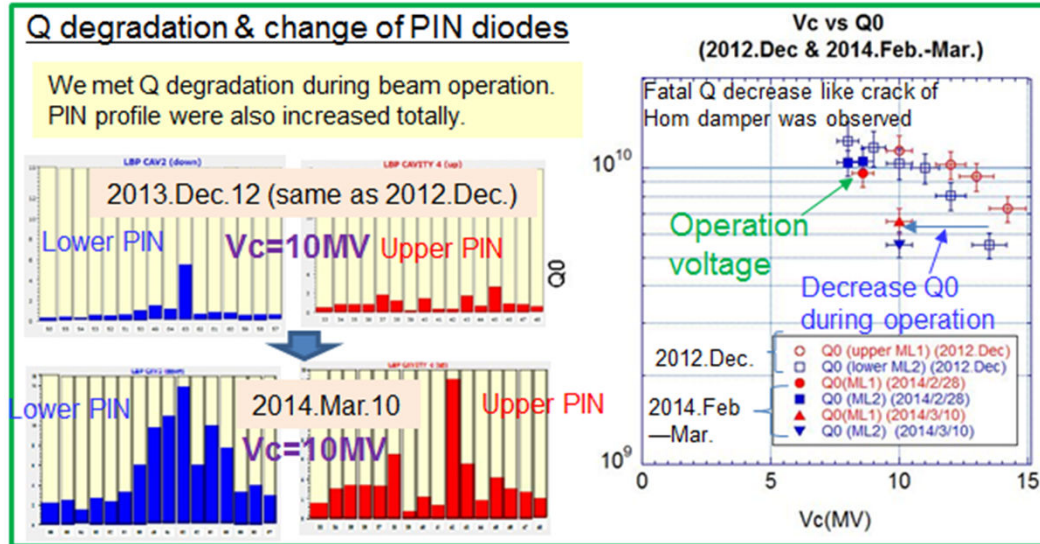 Q degradation & change of PIN diodes
We met Q degradation during beam operation.
PIN profile were also increased totally.
LBP CAV2 (down)
LBP CAVITY 4 (up)
2013.Dec.12 (same as 2012.Dec.)
Lower PIN
Vc=10MV
Upper PIN
Lower PIN
2014.Mar.10
Upper PIN
Vc=10MV
Vc vs Q0
(2012.Dec & 2014.Feb.-Mar.)
Fatal Q decrease like crack of
Hom damper was observed
10^10
Operation
voltage
Q0
Decrease Q0
during operation
2012.Dec.
2014.Feb
—Mar.
Q0 (upper ML1) (2012.Dec)
Q0 (lower ML2) (2012.Dec)
Q0(ML1) (2014/2/28)
Q0 (ML2) (2014/2/28)
Q0(ML1) (2014/3/10)
Q0 (ML2) (2014/3/10)
10^9
0 5 10 15
Vc(MV)